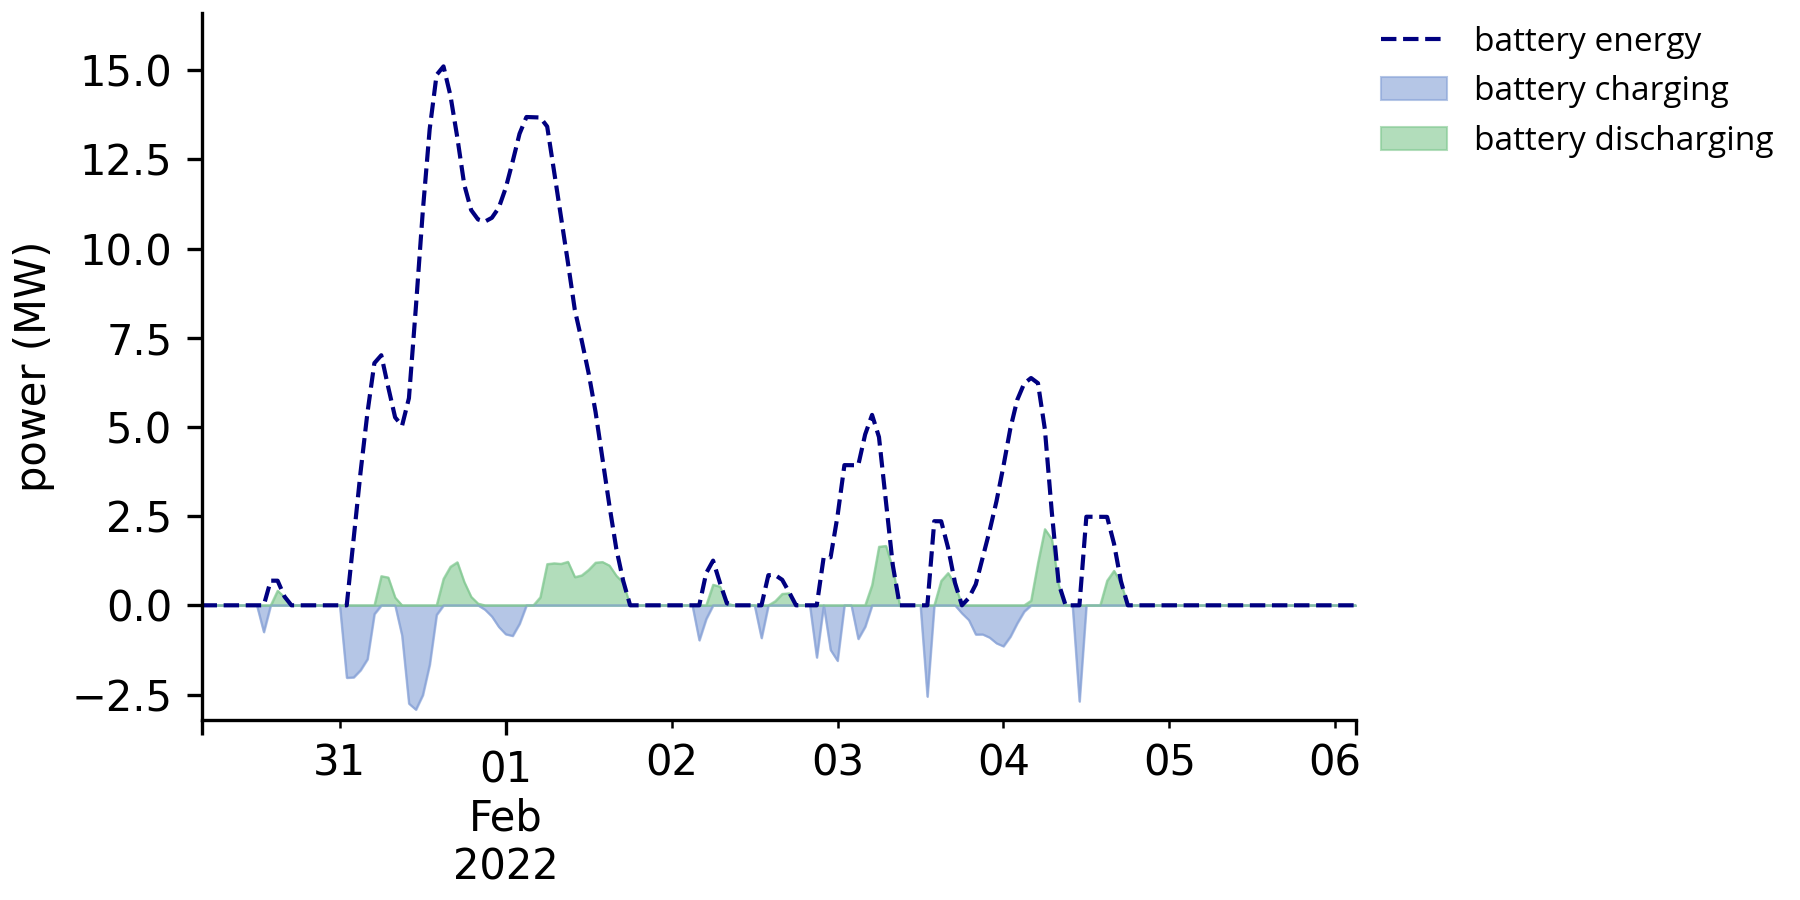 battery energy
battery charging
battery discharging
15.0
12.5
10.0
7.5
5.0
2.5
0.0
−2.5
power (MW)
31 01 02 03 04 05 06
Feb
2022